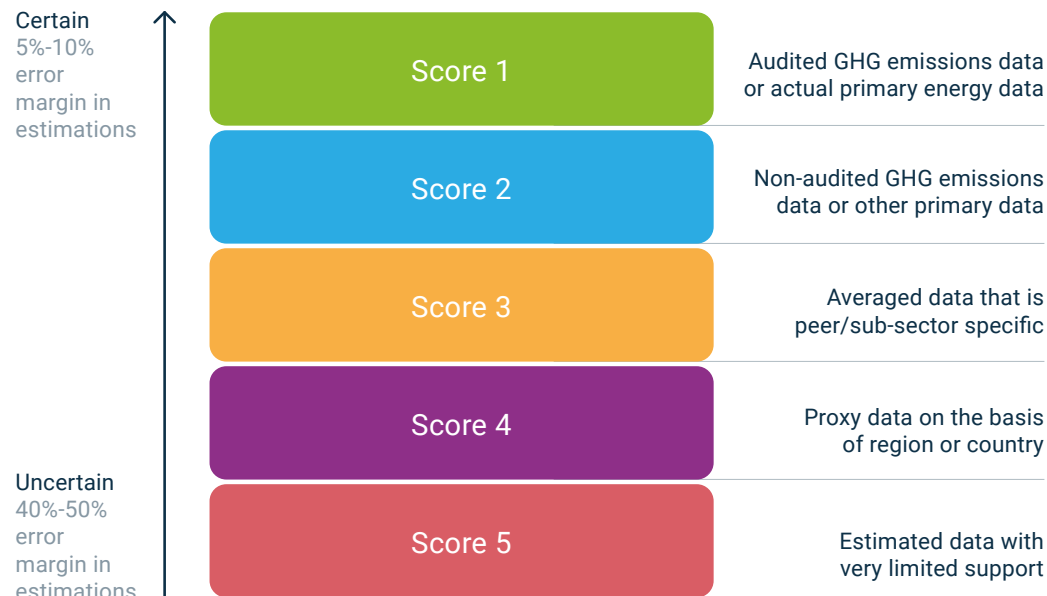 Certain
5%-10%
error
margin in
estimations
Score 1
Audited GHG emissions data
or actual primary energy data
Score 2
Non-audited GHG emissions
data or other primary data
Score 3
Averaged data that is
peer/sub-sector specific
Score 4
Proxy data on the basis
of region or country
Uncertain
40%-50%
error
margin in
estimations
Score 5
Estimated data with
very limited support